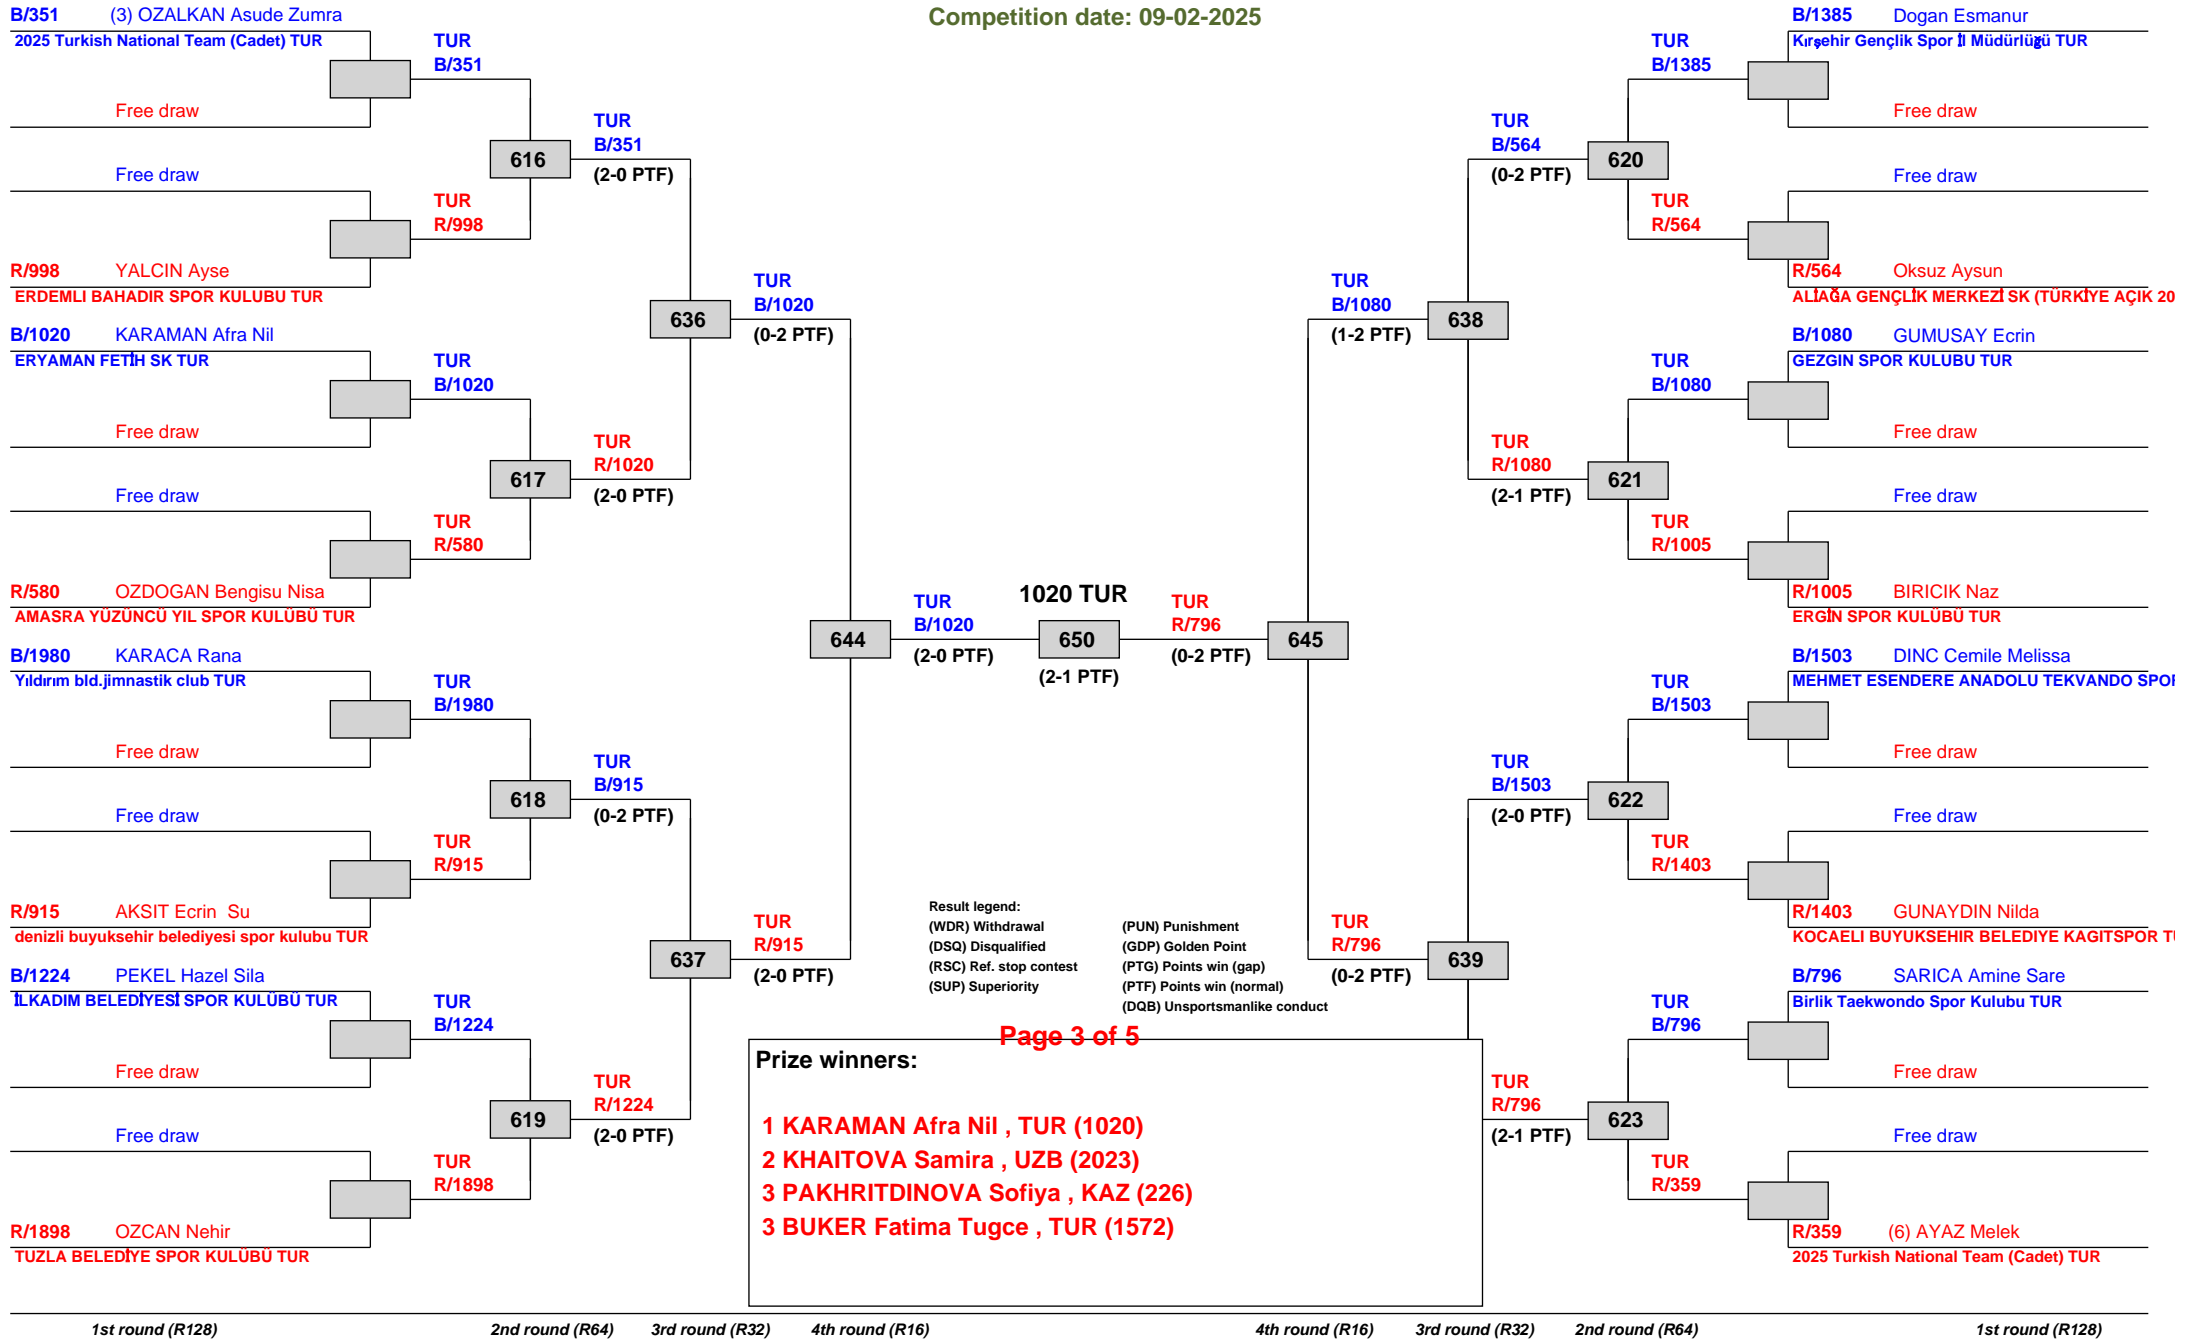 Competition date: 09-02-2025
B/351 (3) OZALKAN Asude Zumra
2025 Turkish National Team (Cadet) TUR
TUR
B/351
Free draw
TUR
B/351
616
(2-0 PTF)
Free draw
TUR
R/998
R/998 YALCIN Ayse
ERDEMLI BAHADIR SPOR KULUBU TUR
TUR
B/1020
636
(0-2 PTF)
B/1020 KARAMAN Afra Nil
ERYAMAN FETİH SK TUR
TUR
B/1020
Free draw
TUR
R/1020
617
(2-0 PTF)
Free draw
TUR
R/580
R/580 OZDOGAN Bengisu Nisa
AMASRA YÜZÜNCÜ YIL SPOR KULÜBÜ TUR
644
TUR
B/1020
(2-0 PTF)
1020 TUR
650
(2-1 PTF)
TUR
R/796
(0-2 PTF)
645
B/1980 KARACA Rana
Yıldırım bld.jimnastik club TUR
TUR
B/1980
Free draw
TUR
B/915
618
(0-2 PTF)
Free draw
TUR
R/915
R/915 AKSIT Ecrin Su
denizli buyuksehir belediyesi spor kulubu TUR
TUR
R/915
637
(2-0 PTF)
B/1224 PEKEL Hazel Sila
İLKADIM BELEDİYESİ SPOR KULÜBÜ TUR
TUR
B/1224
Free draw
TUR
R/1224
619
(2-0 PTF)
Free draw
TUR
R/1898
R/1898 OZCAN Nehir
TUZLA BELEDİYE SPOR KULÜBÜ TUR
B/1385 Dogan Esmanur
Kırşehir Gençlik Spor İl Müdürlüğü TUR
TUR
B/1385
Free draw
TUR
B/564
620
(0-2 PTF)
Free draw
TUR
R/564
R/564 Oksuz Aysun
ALİAĞA GENÇLİK MERKEZİ SK (TÜRKİYE AÇIK 20
TUR
B/1080
638
(1-2 PTF)
B/1080 GUMUSAY Ecrin
GEZGIN SPOR KULUBU TUR
TUR
B/1080
Free draw
TUR
R/1080
621
(2-1 PTF)
Free draw
TUR
R/1005
R/1005 BIRICIK Naz
ERGİN SPOR KULÜBÜ TUR
B/1503 DINC Cemile Melissa
MEHMET ESENDERE ANADOLU TEKVANDO SPOR
TUR
B/1503
Free draw
TUR
B/1503
622
(2-0 PTF)
Free draw
TUR
R/1403
R/1403 GUNAYDIN Nilda
KOCAELI BUYUKSEHIR BELEDIYE KAGITSPOR TU
TUR
R/796
639
(0-2 PTF)
B/796 SARICA Amine Sare
Birlik Taekwondo Spor Kulubu TUR
TUR
B/796
Free draw
TUR
R/796
623
(2-1 PTF)
Free draw
TUR
R/359
R/359 (6) AYAZ Melek
2025 Turkish National Team (Cadet) TUR
Result legend:
(WDR) Withdrawal (PUN) Punishment
(DSQ) Disqualified (GDP) Golden Point
(RSC) Ref. stop contest (PTG) Points win (gap)
(SUP) Superiority (PTF) Points win (normal)
(DQB) Unsportsmanlike conduct
Page 3 of 5
Prize winners:
1 KARAMAN Afra Nil , TUR (1020)
2 KHAITOVA Samira , UZB (2023)
3 PAKHRITDINOVA Sofiya , KAZ (226)
3 BUKER Fatima Tugce , TUR (1572)
1st round (R128) 2nd round (R64) 3rd round (R32) 4th round (R16) 4th round (R16) 3rd round (R32) 2nd round (R64) 1st round (R128)